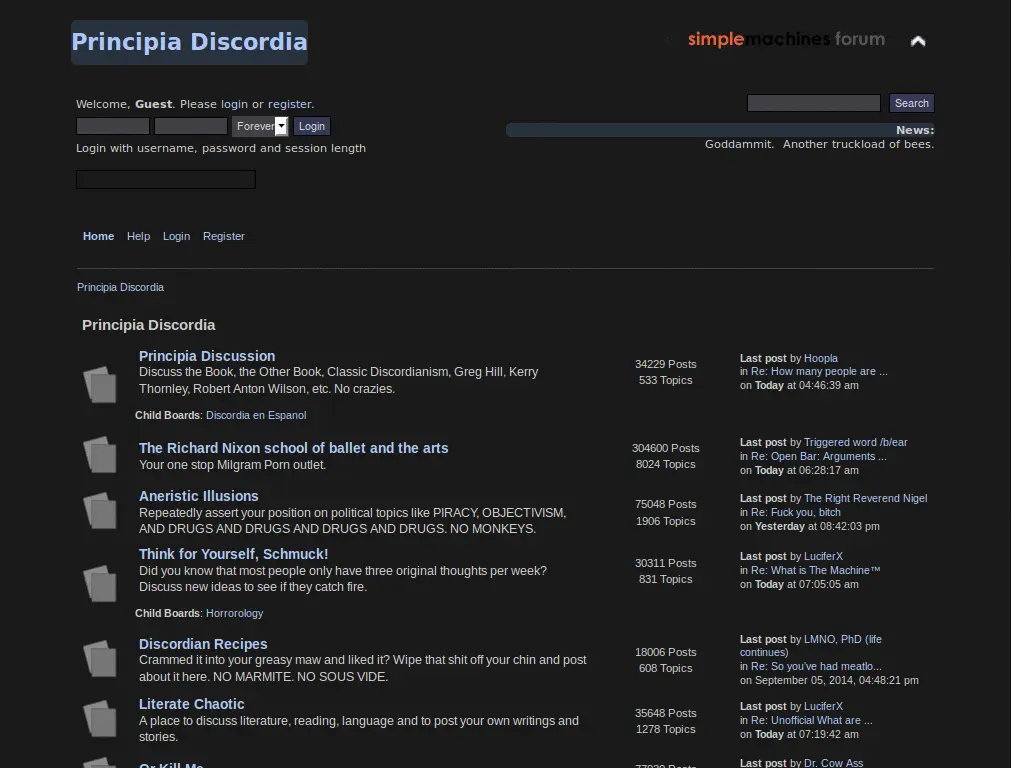 Principia Discordia
simplemachines forum
Welcome, Guest. Please login or register.
Search
Forever
Login
News:
Login with username, password and session length
Goddammit.  Another truckload of bees.
Home Help Login Register
Principia Discordia
Principia Discordia
Principia Discussion
Discuss the Book, the Other Book, Classic Discordianism, Greg Hill, Kerry
Thornley, Robert Anton Wilson, etc. No crazies.
Child Boards: Discordia en Espanol
34229 Posts
533 Topics
Last post by Hoopla
in Re: How many people are ...
on Today at 04:46:39 am
The Richard Nixon school of ballet and the arts
Your one stop Milgram Porn outlet.
304600 Posts
8024 Topics
Last post by Triggered word /b/ear
in Re: Open Bar: Arguments ...
on Today at 06:28:17 am
Aneristic Illusions
Repeatedly assert your position on political topics like PIRACY, OBJECTIVISM,
AND DRUGS AND DRUGS AND DRUGS AND DRUGS. NO MONKEYS.
75048 Posts
1906 Topics
Last post by The Right Reverend Nigel
in Re: Fuck you, bitch
on Yesterday at 08:42:03 pm
Think for Yourself, Schmuck!
Did you know that most people only have three original thoughts per week?
Discuss new ideas to see if they catch fire.
Child Boards: Horrorology
30311 Posts
831 Topics
Last post by LuciferX
in Re: What is The Machine™
on Today at 07:05:05 am
Discordian Recipes
Crammed it into your greasy maw and liked it? Wipe that shit off your chin and post
about it here. NO MARMITE. NO SOUS VIDE.
18006 Posts
608 Topics
Last post by LMNO, PhD (life
continues)
in Re: So you've had meatlo...
on September 05, 2014, 04:48:21 pm
Literate Chaotic
A place to discuss literature, reading, language and to post your own writings and
stories.
35648 Posts
1278 Topics
Last post by LuciferX
in Re: Unofficial What are ...
on Today at 07:19:42 am
Or Kill Me
Last post by Dr. Cow Ass